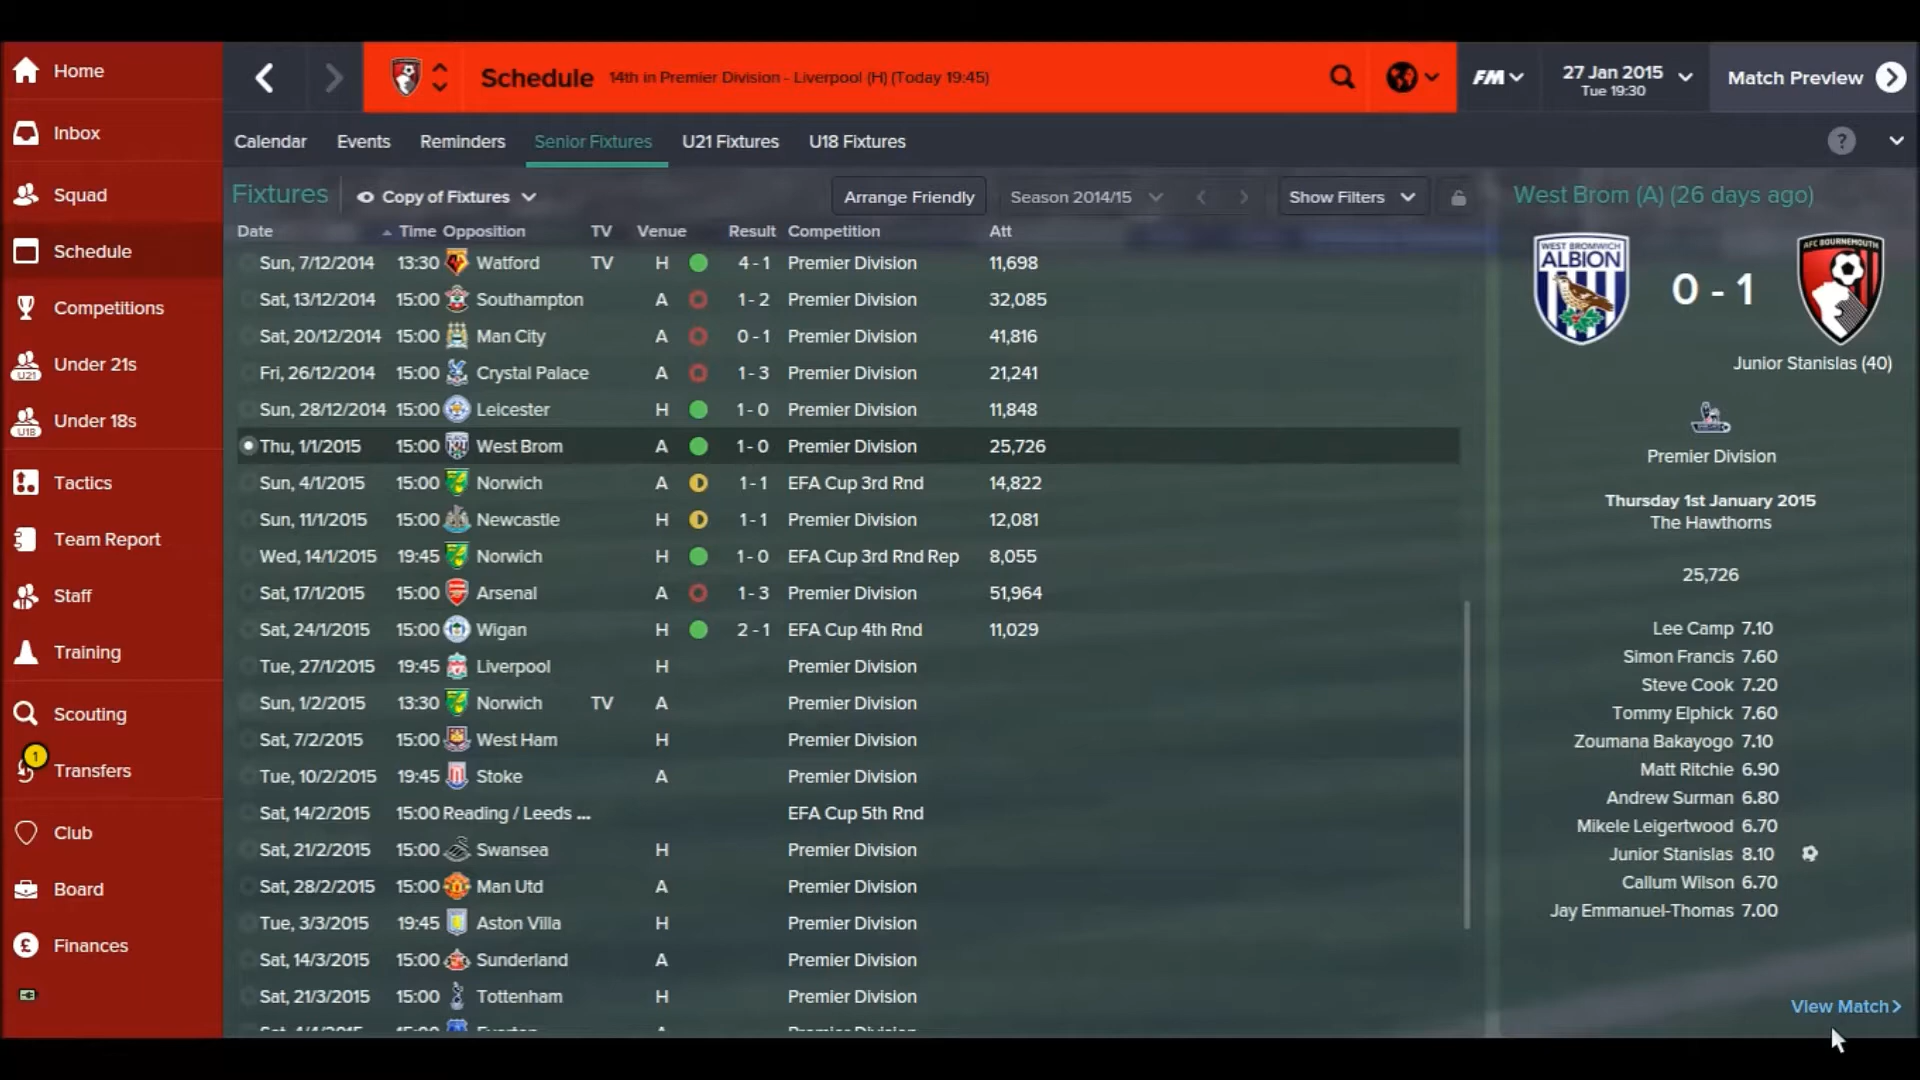 Home
Inbox
Squad
Schedule
Competitions
U21 Under 21s
U18 Under 18s
Tactics
Team Report
Staff
Training
Scouting
1
Transfers
Club
Board
Finances
Schedule 14th in Premier Division - Liverpool (H) (Today 19:45)
FM
27 Jan 2015
Tue 19:30
Match Preview
Calendar Events Reminders Senior Fixtures U21 Fixtures U18 Fixtures ?
Fixtures Copy of Fixtures Arrange Friendly Season 2014/15 Show Filters
Date Time Opposition TV Venue Result Competition Att
Sun, 7/12/2014 13:30 Watford TV H 4 - 1 Premier Division 11,698
Sat, 13/12/2014 15:00 Southampton A 1 - 2 Premier Division 32,085
Sat, 20/12/2014 15:00 Man City A 0 - 1 Premier Division 41,816
Fri, 26/12/2014 15:00 Crystal Palace A 1 - 3 Premier Division 21,241
Sun, 28/12/2014 15:00 Leicester H 1 - 0 Premier Division 11,848
Thu, 1/1/2015 15:00 West Brom A 1 - 0 Premier Division 25,726
Sun, 4/1/2015 15:00 Norwich A 1 - 1 EFA Cup 3rd Rnd 14,822
Sun, 11/1/2015 15:00 Newcastle H 1 - 1 Premier Division 12,081
Wed, 14/1/2015 19:45 Norwich H 1 - 0 EFA Cup 3rd Rnd Rep 8,055
Sat, 17/1/2015 15:00 Arsenal A 1 - 3 Premier Division 51,964
Sat, 24/1/2015 15:00 Wigan H 2 - 1 EFA Cup 4th Rnd 11,029
Tue, 27/1/2015 19:45 Liverpool H Premier Division
Sun, 1/2/2015 13:30 Norwich TV A Premier Division
Sat, 7/2/2015 15:00 West Ham H Premier Division
Tue, 10/2/2015 19:45 Stoke A Premier Division
Sat, 14/2/2015 15:00 Reading / Leeds ... EFA Cup 5th Rnd
Sat, 21/2/2015 15:00 Swansea H Premier Division
Sat, 28/2/2015 15:00 Man Utd A Premier Division
Tue, 3/3/2015 19:45 Aston Villa H Premier Division
Sat, 14/3/2015 15:00 Sunderland A Premier Division
Sat, 21/3/2015 15:00 Tottenham H Premier Division
West Brom (A) (26 days ago)
WEST BROMWICH
ALBION
0 - 1
AFC BOURNEMOUTH
Junior Stanislas (40)
Premier Division
Thursday 1st January 2015
The Hawthorns
25,726
Lee Camp 7.10
Simon Francis 7.60
Steve Cook 7.20
Tommy Elphick 7.60
Zoumana Bakayogo 7.10
Matt Ritchie 6.90
Andrew Surman 6.80
Mikele Leigertwood 6.70
Junior Stanislas 8.10
Callum Wilson 6.70
Jay Emmanuel-Thomas 7.00
View Match